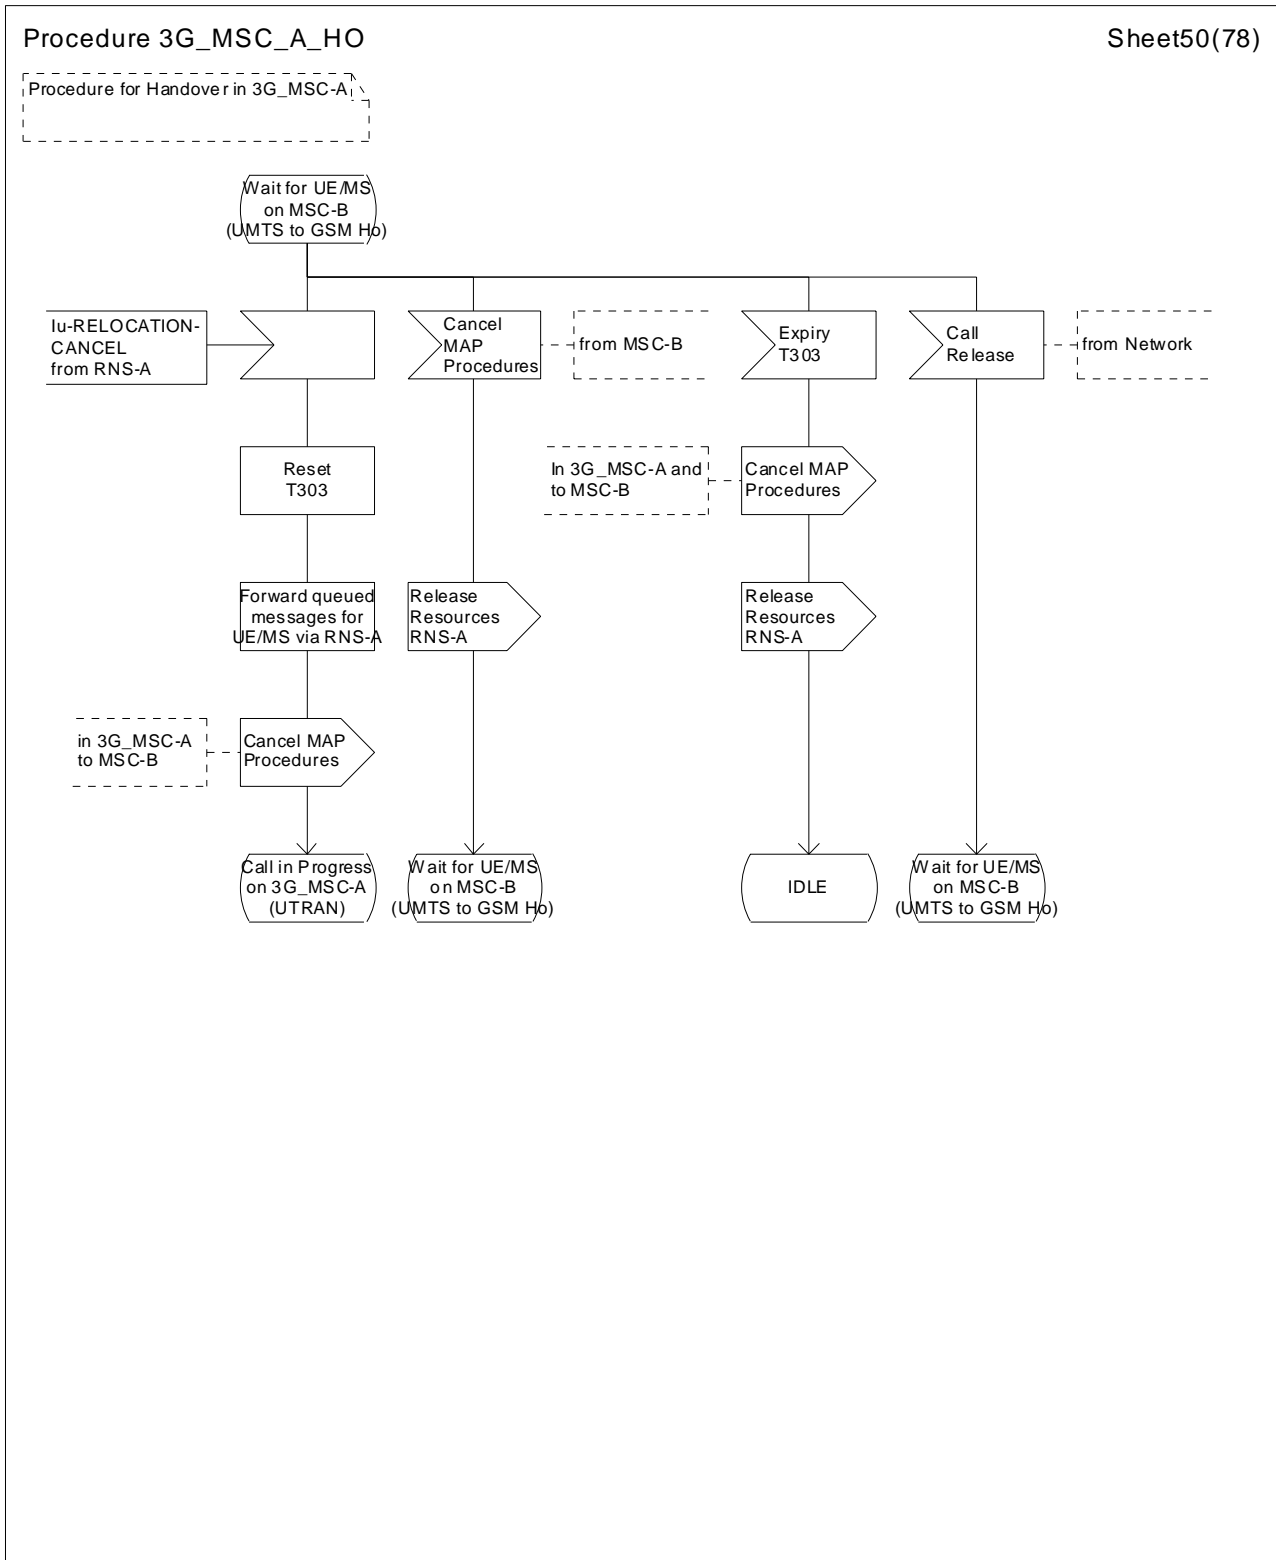 Procedure 3G_MSC_A_HO
Sheet50(78)
Procedure for Handover in 3G_MSC-A
Wait for UE/MS
on MSC-B
(UMTS to GSM Ho)
Iu-RELOCATION-
CANCEL
from RNS-A
Cancel
MAP
Procedures
from MSC-B
Expiry
T303
Call
Release
from Network
Reset
T303
In 3G_MSC-A and
to MSC-B
Cancel MAP
Procedures
Forward queued
messages for
UE/MS via RNS-A
Release
Resources
RNS-A
Release
Resources
RNS-A
in 3G_MSC-A
to MSC-B
Cancel MAP
Procedures
Call in Progress
on 3G_MSC-A
(UTRAN)
Wait for UE/MS
on MSC-B
(UMTS to GSM Ho)
IDLE
Wait for UE/MS
on MSC-B
(UMTS to GSM Ho)